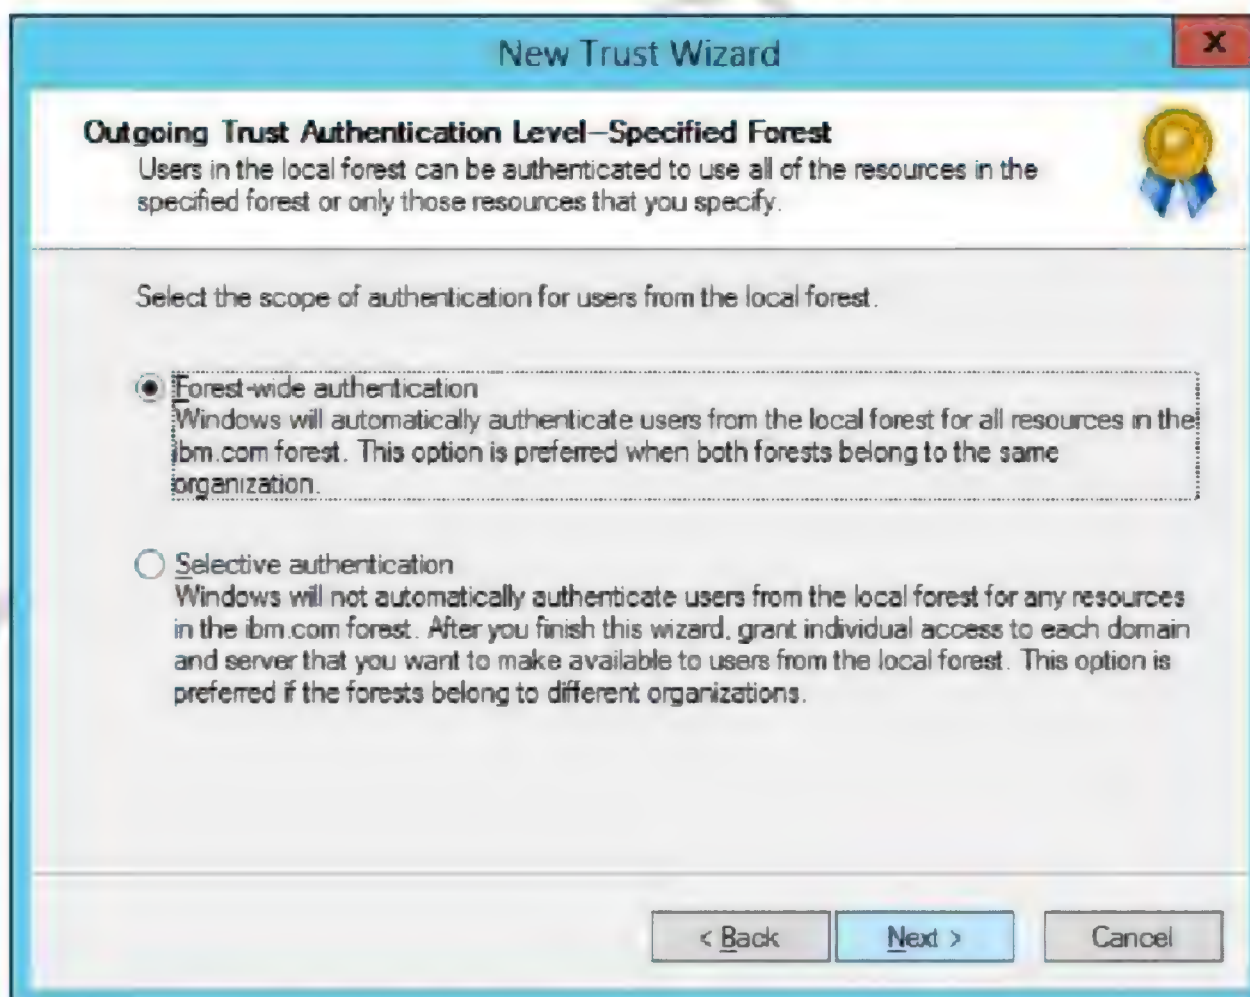 New Trust Wizard
X
Outgoing Trust Authentication Level–Specified Forest
Users in the local forest can be authenticated to use all of the resources in the
specified forest or only those resources that you specify.
Select the scope of authentication for users from the local forest.
Forest-wide authentication
Windows will automatically authenticate users from the local forest for all resources in the
ibm.com forest. This option is preferred when both forests belong to the same
organization.
Selective authentication
Windows will not automatically authenticate users from the local forest for any resources
in the ibm.com forest. After you finish this wizard, grant individual access to each domain
and server that you want to make available to users from the local forest. This option is
preferred if the forests belong to different organizations.
< Back
Next >
Cancel